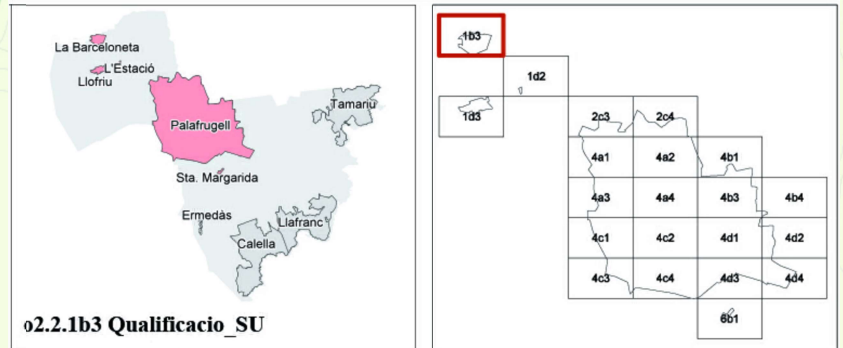 La Barceloneta
L'Estació
Llofriu
Tamariu
Palafrugell
Sta. Margarida
Ermedàs
Llafranc
Calella
o2.2.1b3 Qualificacio_SU
1b3
1d2
1d3
2c3 2c4
4a1 4a2 4b1
4a3 4a4 4b3 4b4
4c1 4c2 4d1 4d2
4c3 4c4 4d3 4d4
6b1